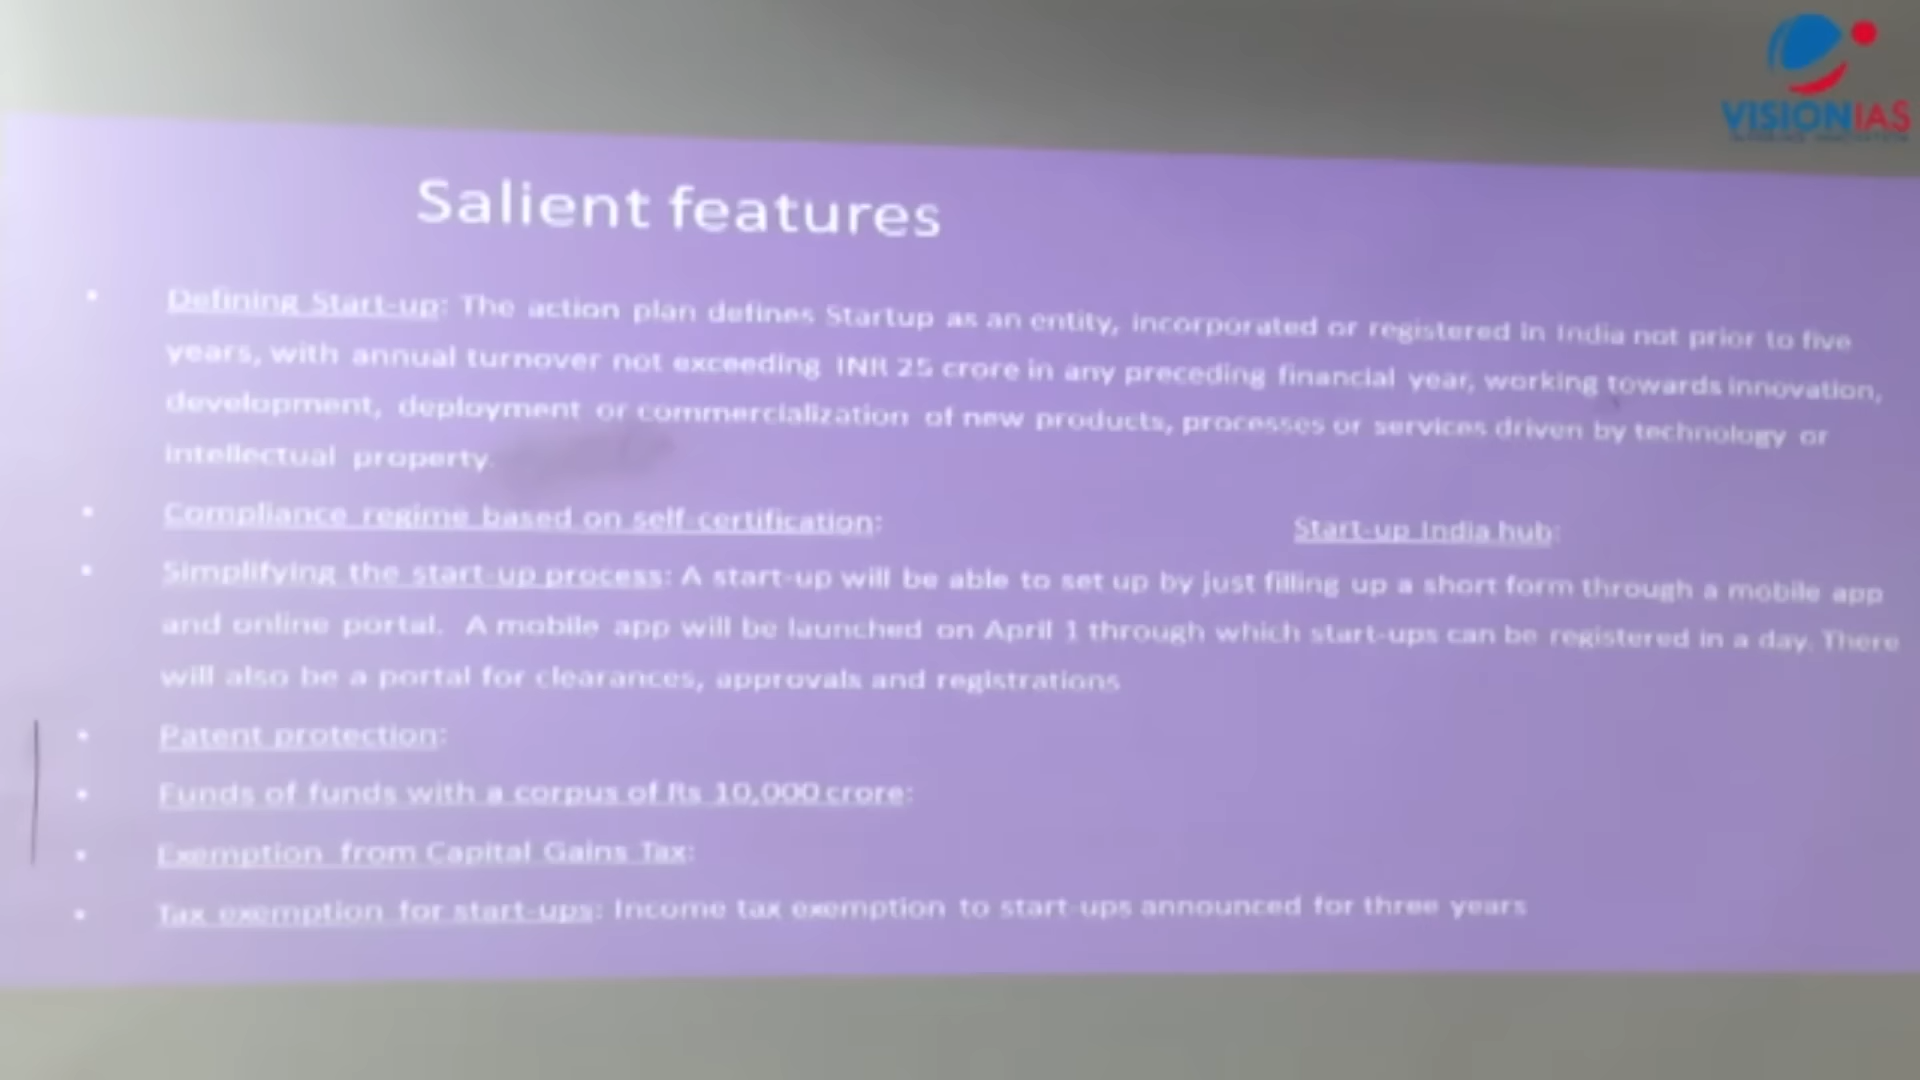 VISIONIAS
Salient features
• Defining Start-up: The action plan defines Startup as an entity, incorporated or registered in India not prior to five
years, with annual turnover not exceeding INR 25 crore in any preceding financial year, working towards innovation,
development, deployment or commercialization of new products, processes or services driven by technology or
intellectual property.
• Compliance regime based on self-certification: Start-up India hub:
• Simplifying the start-up process: A start-up will be able to set up by just filling up a short form through a mobile app
and online portal. A mobile app will be launched on April 1 through which start-ups can be registered in a day. There
will also be a portal for clearances, approvals and registrations
• Patent protection:
• Funds of funds with a corpus of Rs 10,000 crore:
• Exemption from Capital Gains Tax:
• Tax exemption for start-ups: Income tax exemption to start-ups announced for three years